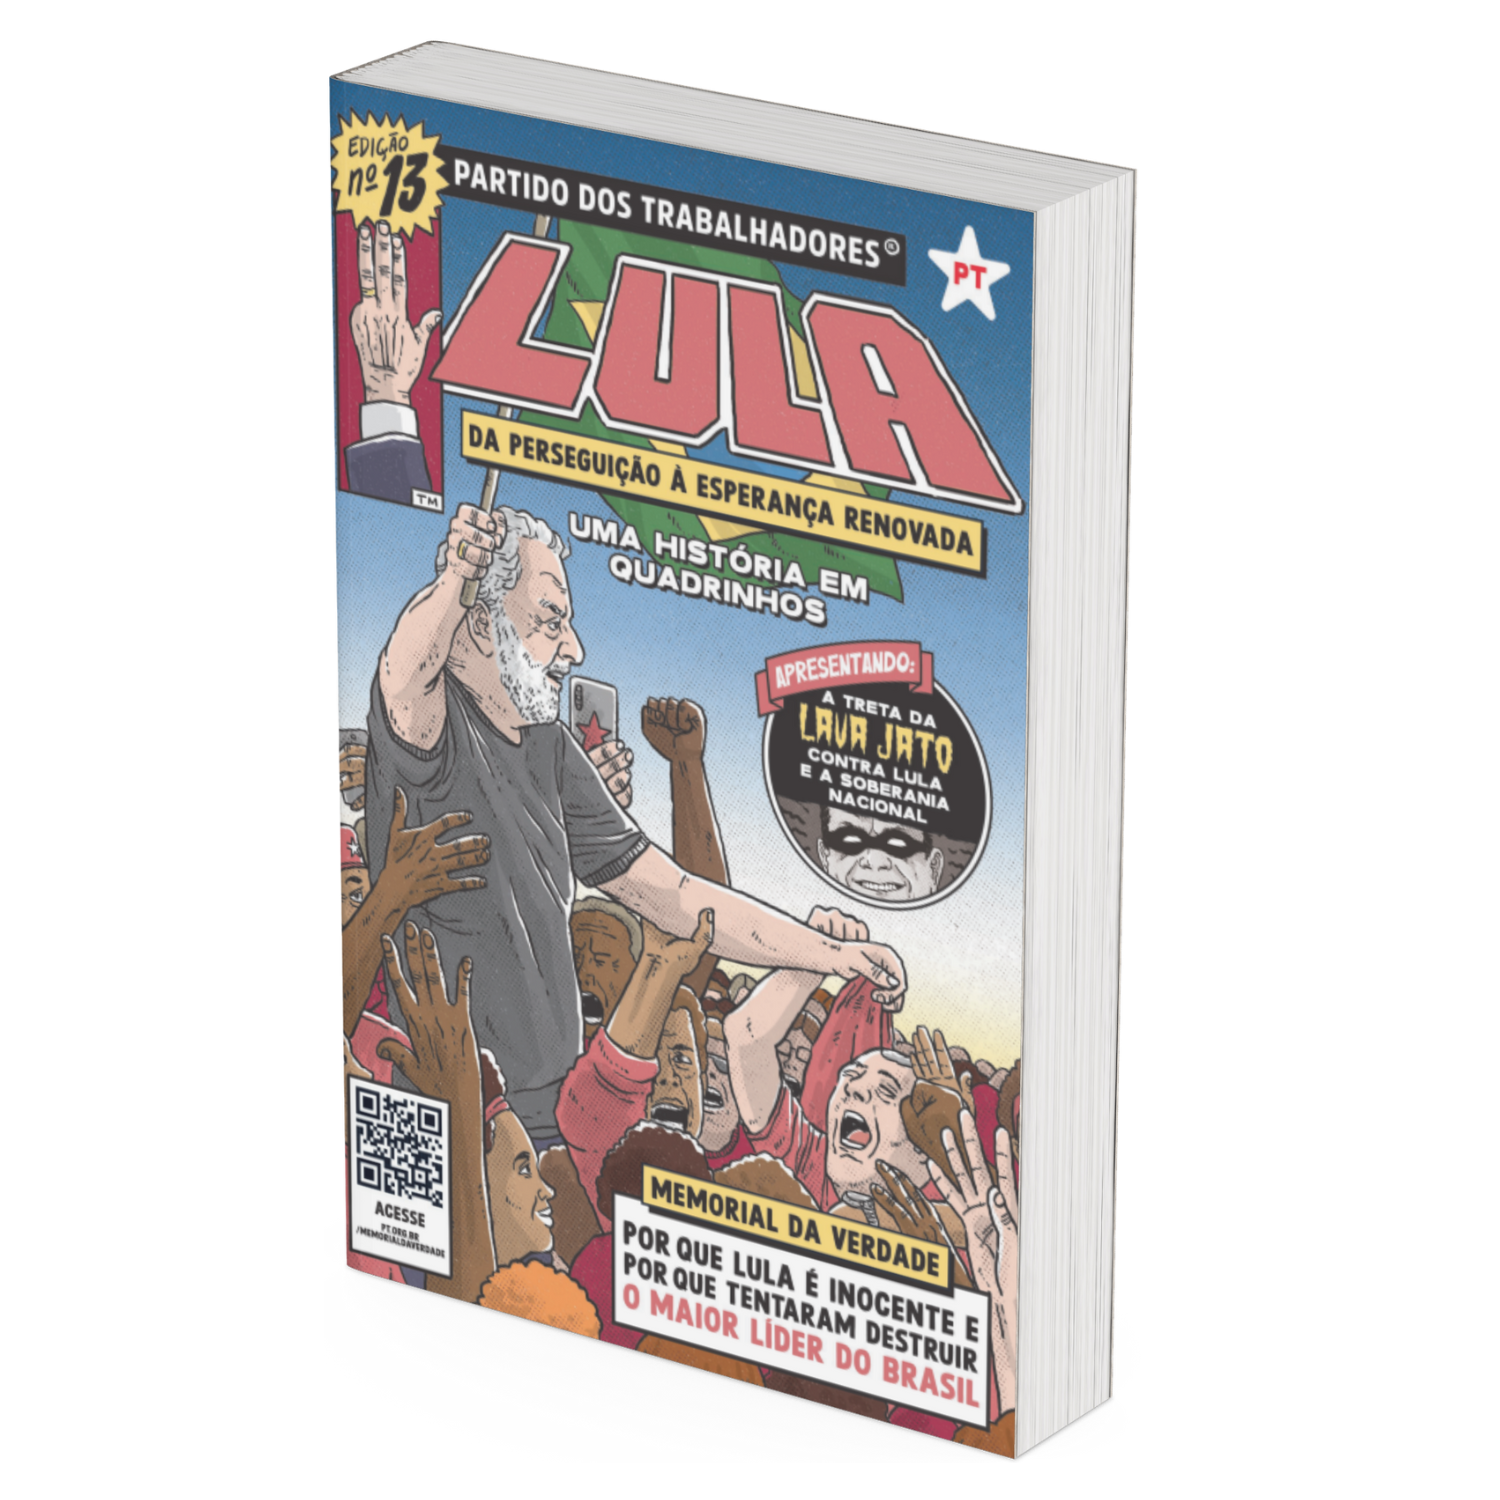 EDIÇÃO
nº 13
PARTIDO DOS TRABALHADORES®
PT
LULA
TM
DA PERSEGUIÇÃO À ESPERANÇA RENOVADA
UMA HISTÓRIA EM
QUADRINHOS
APRESENTANDO:
A TRETA DA
LAVA JATO
CONTRA LULA
E A SOBERANIA
NACIONAL
ACESSE
PT.ORG.BR
/MEMORIALDAVERDADE
MEMORIAL DA VERDADE
POR QUE LULA É INOCENTE E
POR QUE TENTARAM DESTRUIR
O MAIOR LÍDER DO BRASIL